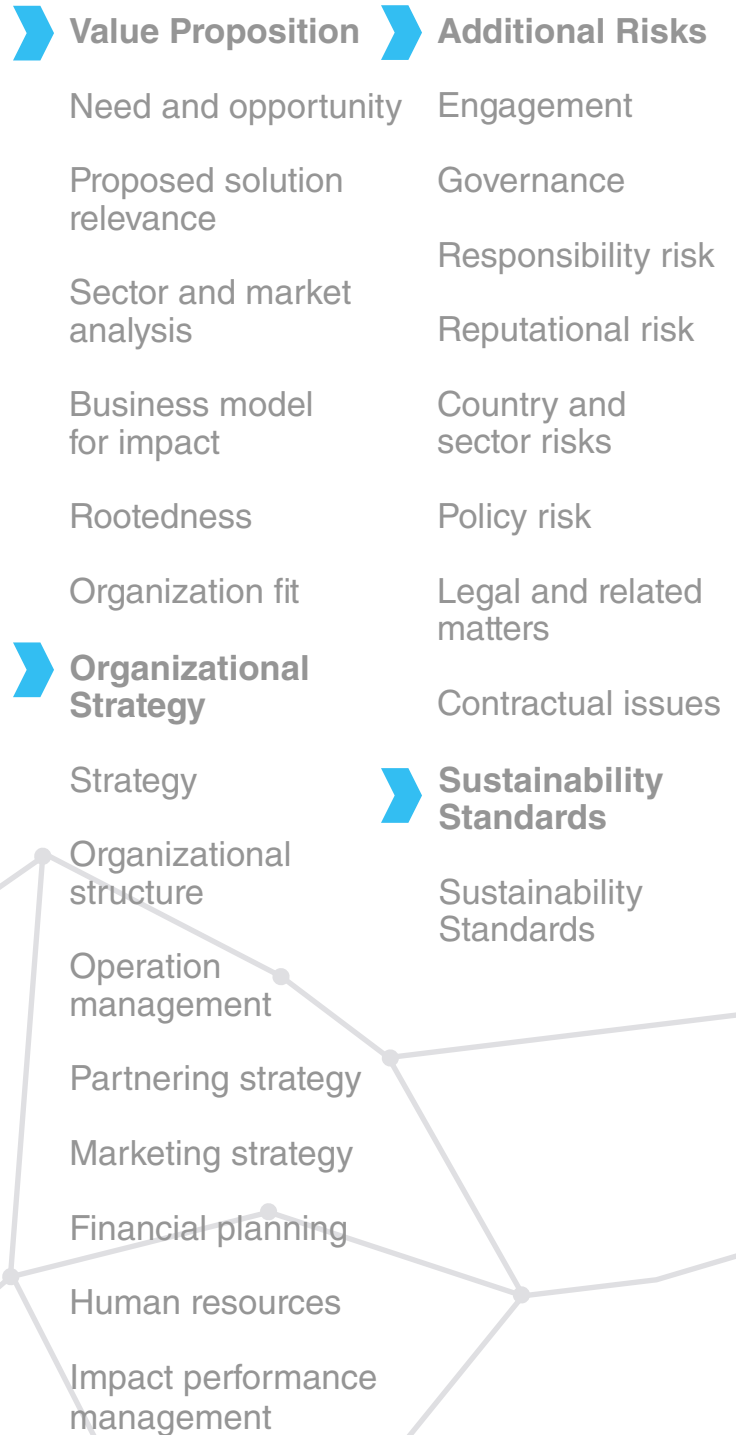 Value Proposition
Need and opportunity
Proposed solution
relevance
Sector and market
analysis
Business model
for impact
Rootedness
Organization fit
Organizational
Strategy
Strategy
Organizational
structure
Operation
management
Partnering strategy
Marketing strategy
Financial planning
Human resources
Impact performance
management
Additional Risks
Engagement
Governance
Responsibility risk
Reputational risk
Country and
sector risks
Policy risk
Legal and related
matters
Contractual issues
Sustainability
Standards
Sustainability
Standards